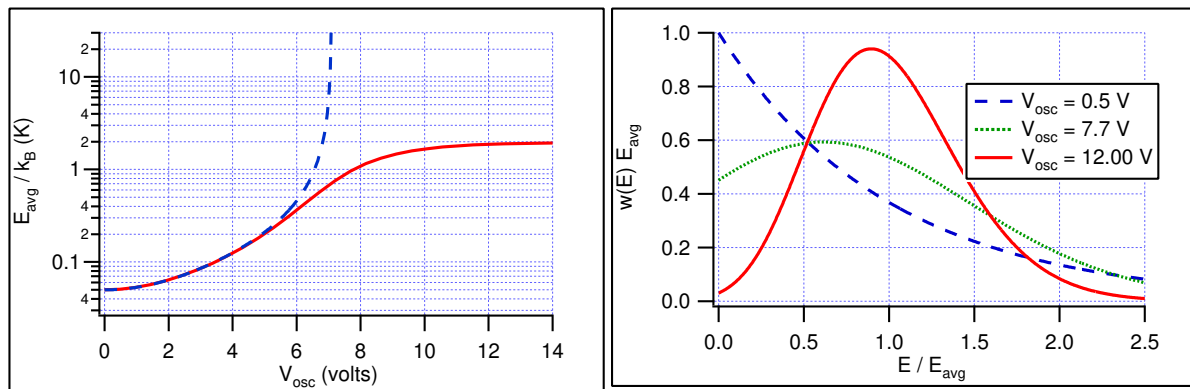 E_avg / k_B (K)
2
10
4
2
1
4
2
0.1
4
0 2 4 6 8 10 12 14
V_osc (volts)
w(E) E_avg
1.0
0.8
0.6
0.4
0.2
0.0
V_osc = 0.5 V
V_osc = 7.7 V
V_osc = 12.00 V
0.0 0.5 1.0 1.5 2.0 2.5
E / E_avg